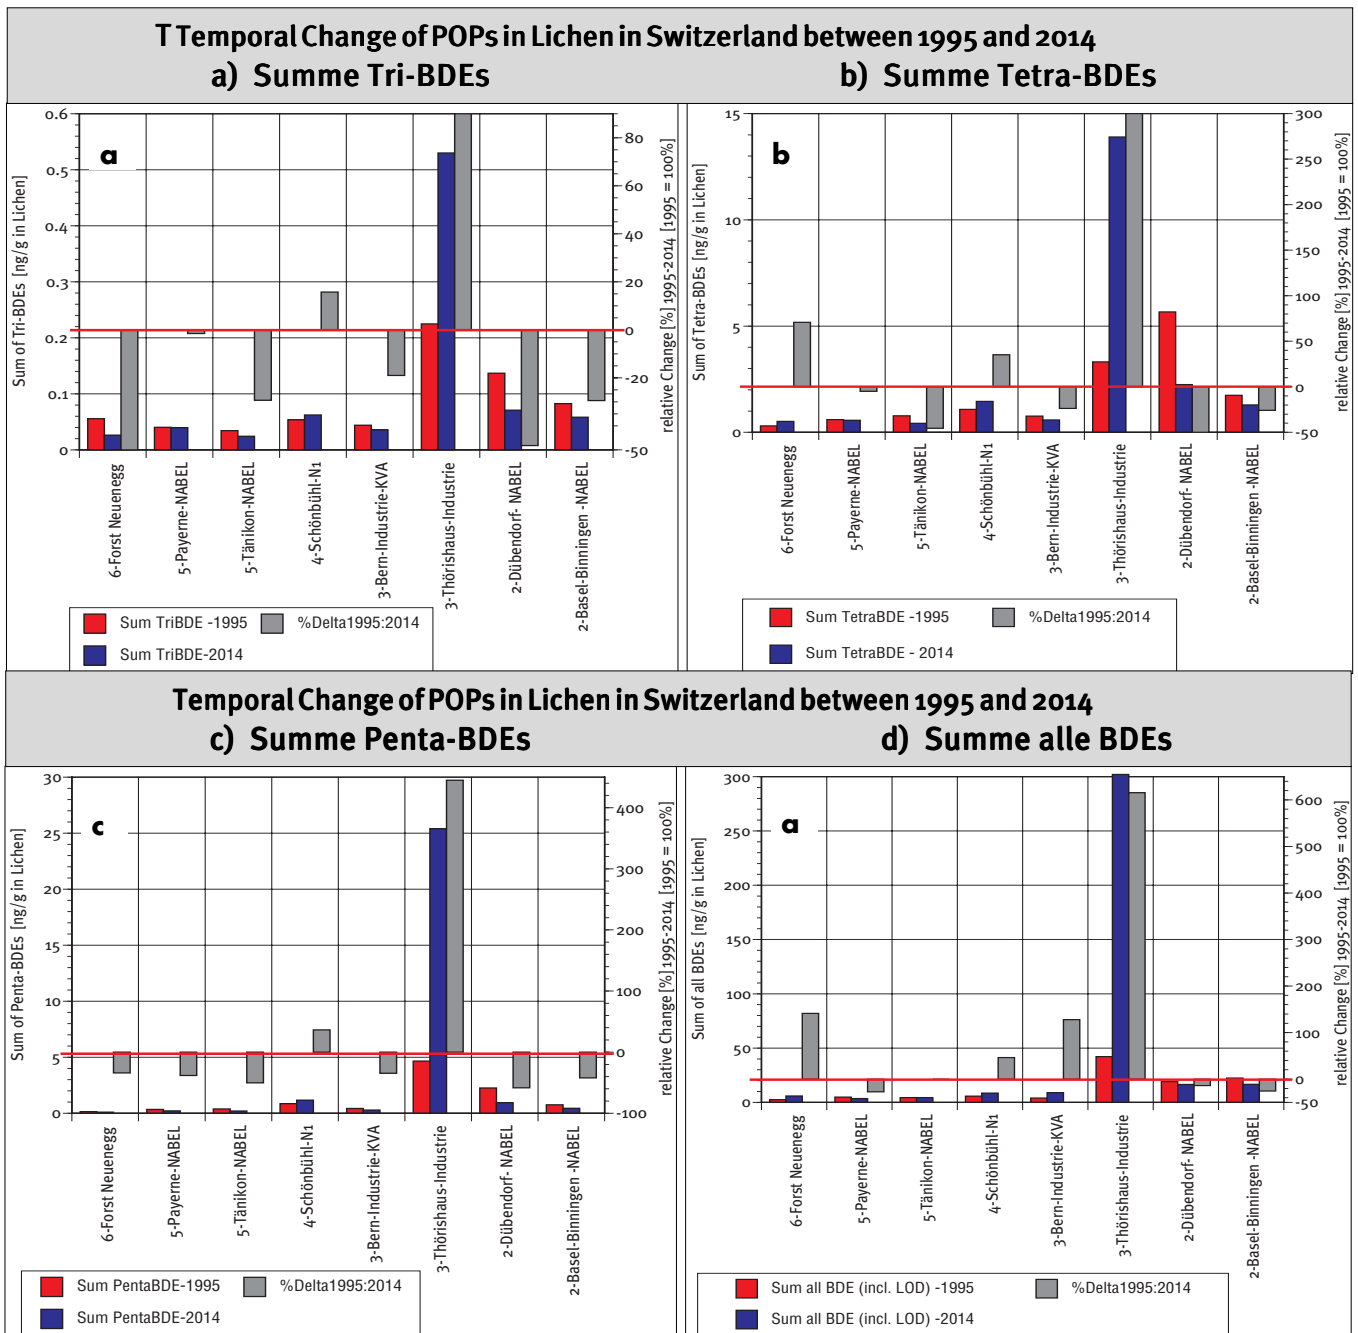 T Temporal Change of POPs in Lichen in Switzerland between 1995 and 2014
a) Summe Tri-BDEs
b) Summe Tetra-BDEs
a
Sum of Tri-BDEs [ng/g in Lichen]
0.6
0.5
0.4
0.3
0.2
0.1
0
80
60
40
20
0
-20
-40
-50
relative Change [%] 1995-2014 [1995 = 100%]
6-Forst Neuenegg
5-Payerne-NABEL
5-Tänikon-NABEL
4-Schönbühl-N1
3-Bern-Industrie-KVA
3-Thörishaus-Industrie
2-Dübendorf- NABEL
2-Basel-Binningen -NABEL
Sum TriBDE -1995
%Delta1995:2014
Sum TriBDE-2014
b
Sum of Tetra-BDEs [ng/g in Lichen]
15
10
5
0
300
250
200
150
100
50
0
-50
relative Change [%] 1995-2014 [1995 = 100%]
6-Forst Neuenegg
5-Payerne-NABEL
5-Tänikon-NABEL
4-Schönbühl-N1
3-Bern-Industrie-KVA
3-Thörishaus-Industrie
2-Dübendorf- NABEL
2-Basel-Binningen -NABEL
Sum TetraBDE -1995
%Delta1995:2014
Sum TetraBDE - 2014
Temporal Change of POPs in Lichen in Switzerland between 1995 and 2014
c) Summe Penta-BDEs
d) Summe alle BDEs
c
Sum of Penta-BDEs [ng/g in Lichen]
30
25
20
15
10
5
0
400
300
200
100
0
-100
relative Change [%] 1995-2014 [1995 = 100%]
6-Forst Neuenegg
5-Payerne-NABEL
5-Tänikon-NABEL
4-Schönbühl-N1
3-Bern-Industrie-KVA
3-Thörishaus-Industrie
2-Dübendorf- NABEL
2-Basel-Binningen -NABEL
Sum PentaBDE-1995
%Delta1995:2014
Sum PentaBDE-2014
a
Sum of all BDEs [ng/g in Lichen]
300
250
200
150
100
50
0
600
500
400
300
200
100
0
-50
relative Change [%] 1995-2014 [1995 = 100%]
6-Forst Neuenegg
5-Payerne-NABEL
5-Tänikon-NABEL
4-Schönbühl-N1
3-Bern-Industrie-KVA
3-Thörishaus-Industrie
2-Dübendorf- NABEL
2-Basel-Binningen -NABEL
Sum all BDE (incl. LOD) -1995
%Delta1995:2014
Sum all BDE (incl. LOD) -2014